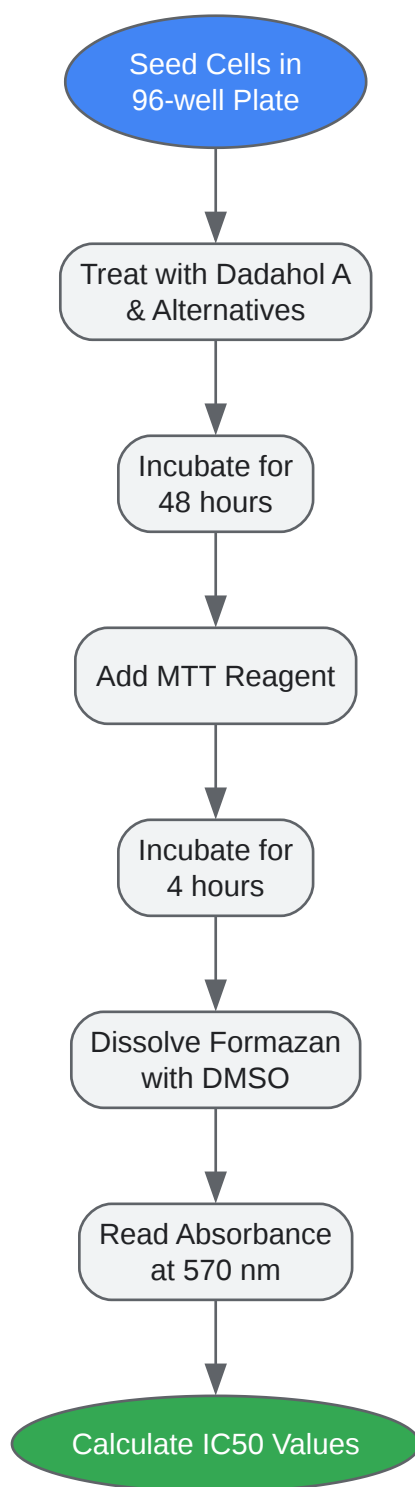 Seed Cells in
96-well Plate
Treat with Dadahol A
& Alternatives
Incubate for
48 hours
Add MTT Reagent
Incubate for
4 hours
Dissolve Formazan
with DMSO
Read Absorbance
at 570 nm
Calculate IC50 Values